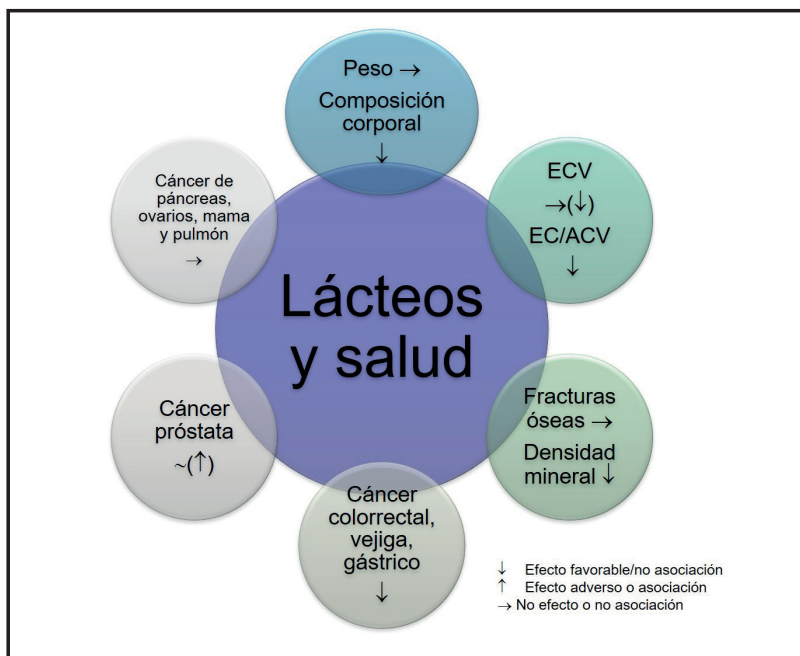 Peso →
Composición
corporal
↓
ECV
→(↓)
EC/ACV
↓
Fracturas
óseas →
Densidad
mineral ↓
Cáncer
colorrectal,
vejiga,
gástrico
↓
Cáncer
próstata
~(↑)
Cáncer de
páncreas,
ovarios, mama
y pulmón
→
Lácteos
y salud
↓ Efecto favorable/no asociación
↑ Efecto adverso o asociación
→ No efecto o no asociación